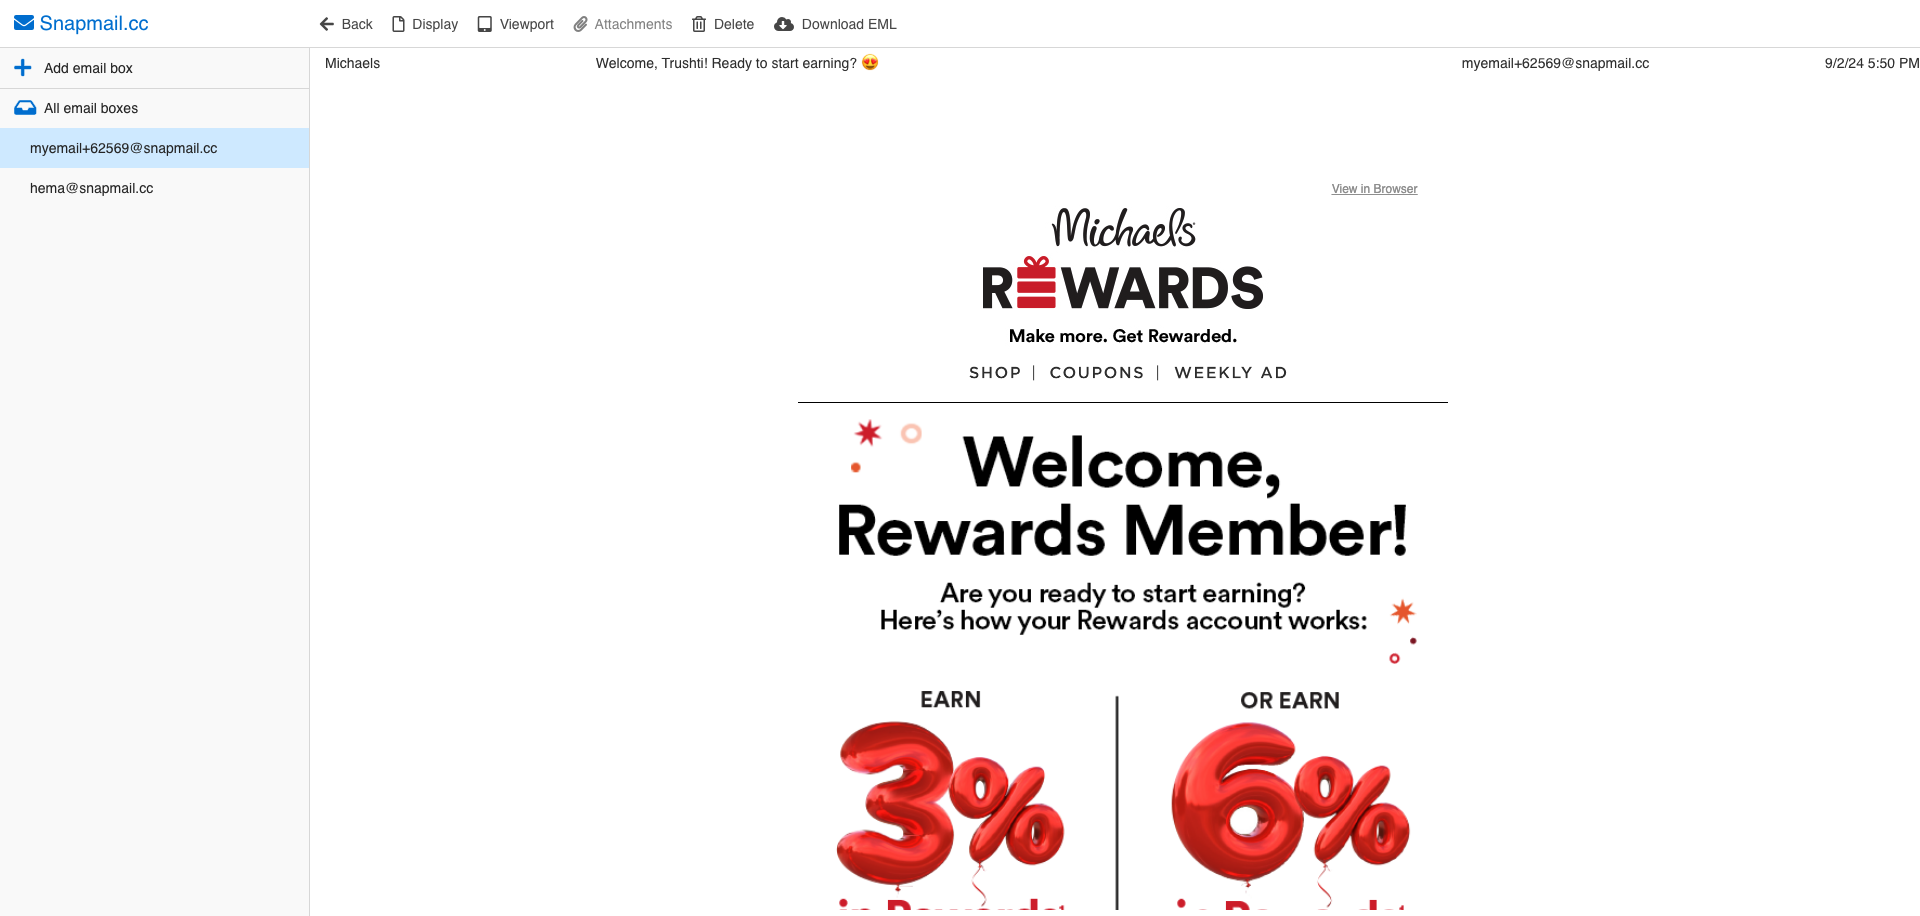 Snapmail.cc
Back
Display
Viewport
Attachments
Delete
Download EML
Add email box
All email boxes
myemail+62569@snapmail.cc
hema@snapmail.cc
Michaels
Welcome, Trushti! Ready to start earning? 😍
myemail+62569@snapmail.cc
9/2/24 5:50 PM
View in Browser
Michaels
REWARDS
Make more. Get Rewarded.
SHOP | COUPONS | WEEKLY AD
Welcome,
Rewards Member!
Are you ready to start earning?
Here's how your Rewards account works:
EARN
3%
OR EARN
6%